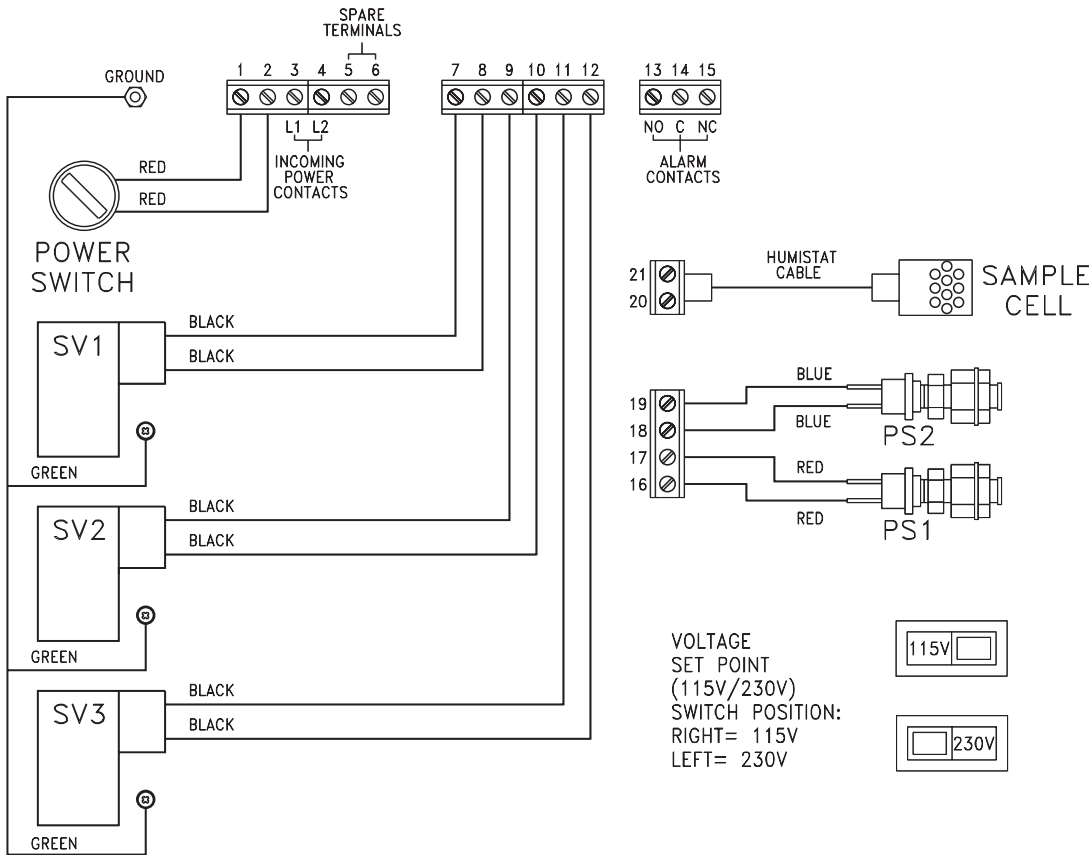 SPARE
TERMINALS
GROUND
1 2 3 4 5 6
7 8 9 10 11 12
13 14 15
L1 L2
NO C NC
INCOMING
POWER
CONTACTS
ALARM
CONTACTS
RED
RED
POWER
SWITCH
HUMISTAT
CABLE
21
20
SAMPLE
CELL
SV1
BLACK
BLACK
GREEN
19
18
17
16
BLUE
BLUE
PS2
RED
RED
PS1
SV2
BLACK
BLACK
GREEN
SV3
BLACK
BLACK
GREEN
VOLTAGE
SET POINT
(115V/230V)
SWITCH POSITION:
RIGHT= 115V
LEFT= 230V
115V
230V